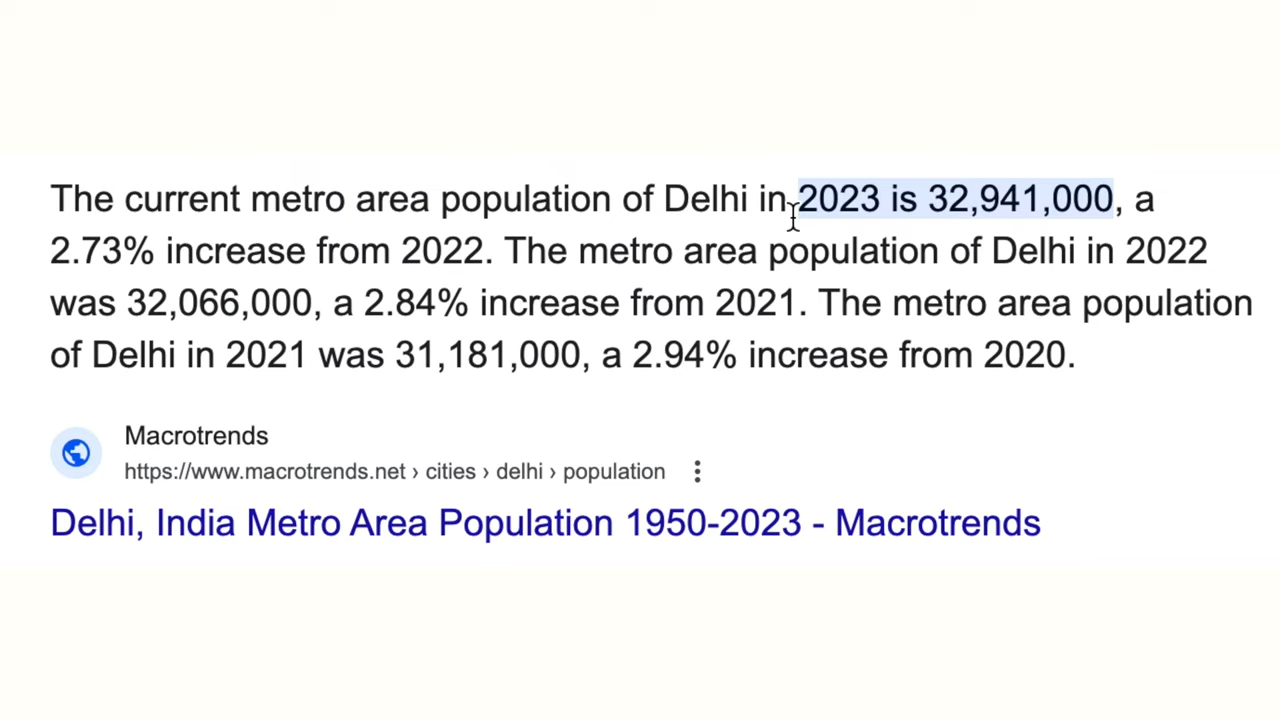 The current metro area population of Delhi in 2023 is 32,941,000, a
2.73% increase from 2022. The metro area population of Delhi in 2022
was 32,066,000, a 2.84% increase from 2021. The metro area population
of Delhi in 2021 was 31,181,000, a 2.94% increase from 2020.
Macrotrends
https://www.macrotrends.net › cities › delhi › population
Delhi, India Metro Area Population 1950-2023 - Macrotrends